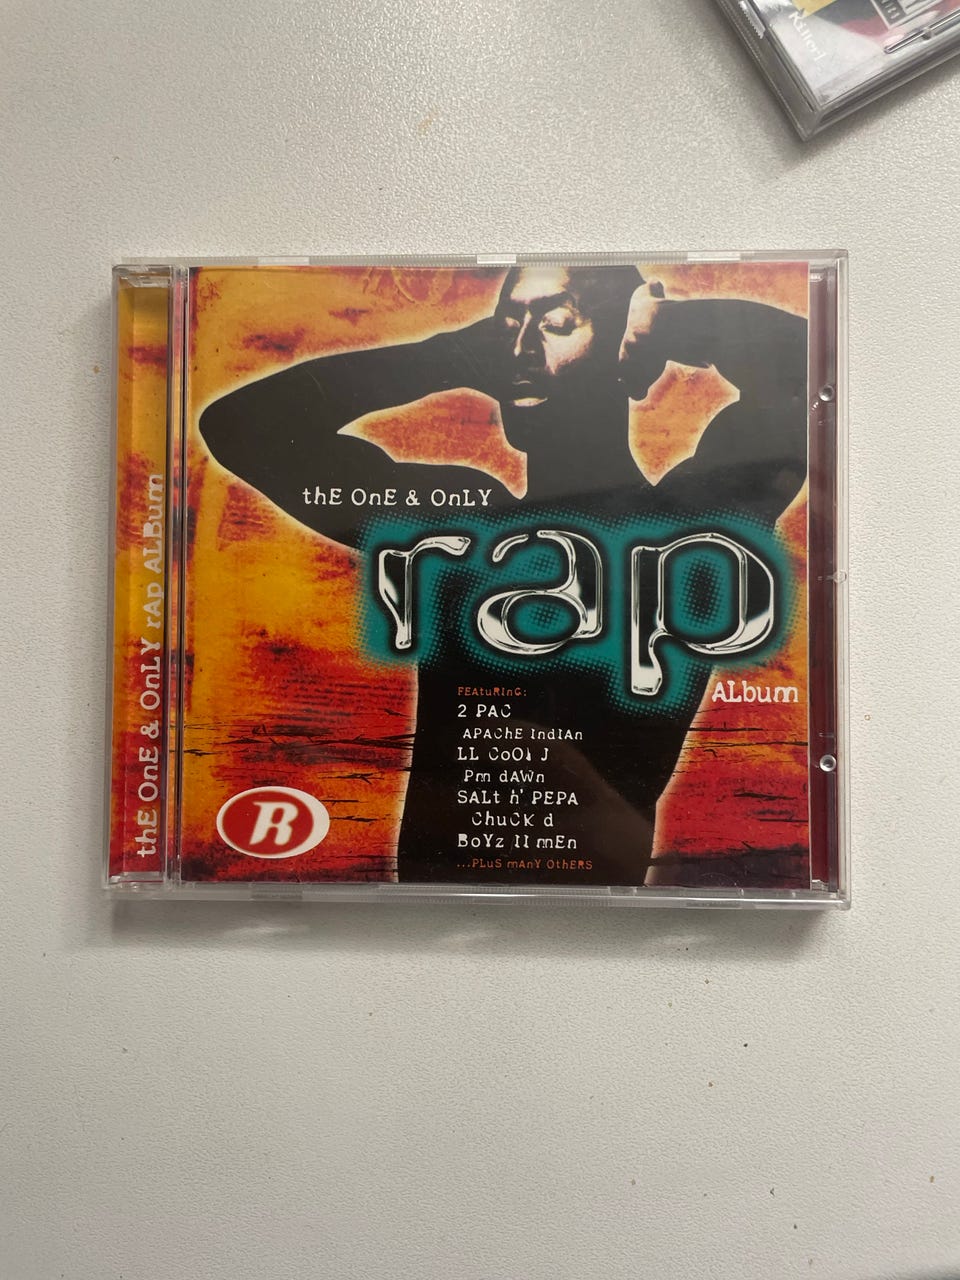 Killer!
thE OnE & OnLY rAp ALBum
thE OnE & OnLY
rap
ALbum
FEAtuRInG:
2 PAC
APAChE IndIAn
LL CoOl J
Pm dAWn
SALt n' PEPA
ChuCK d
BoYz II mEn
...PLuS mAnY OthERS
R